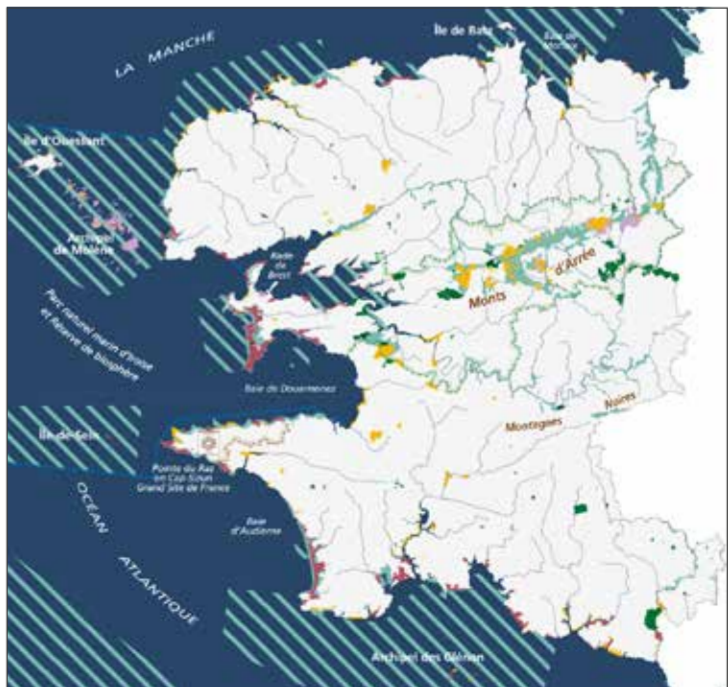 LA MANCHE
Île de Batz
Baie de
Morlaix
Île d'Ouessant
Archipel
de Molène
Rade
de
Brest
Monts
d'Arrée
Parc naturel marin d'Iroise
et Réserve de biosphère
Baie de Douarnenez
Île-de-Sein
Montagnes
Noires
Pointe du Raz
en Cap-Sizun
Grand Site de France
OCÉAN
ATLANTIQUE
Baie
d'Audierne
Archipel des Glénan